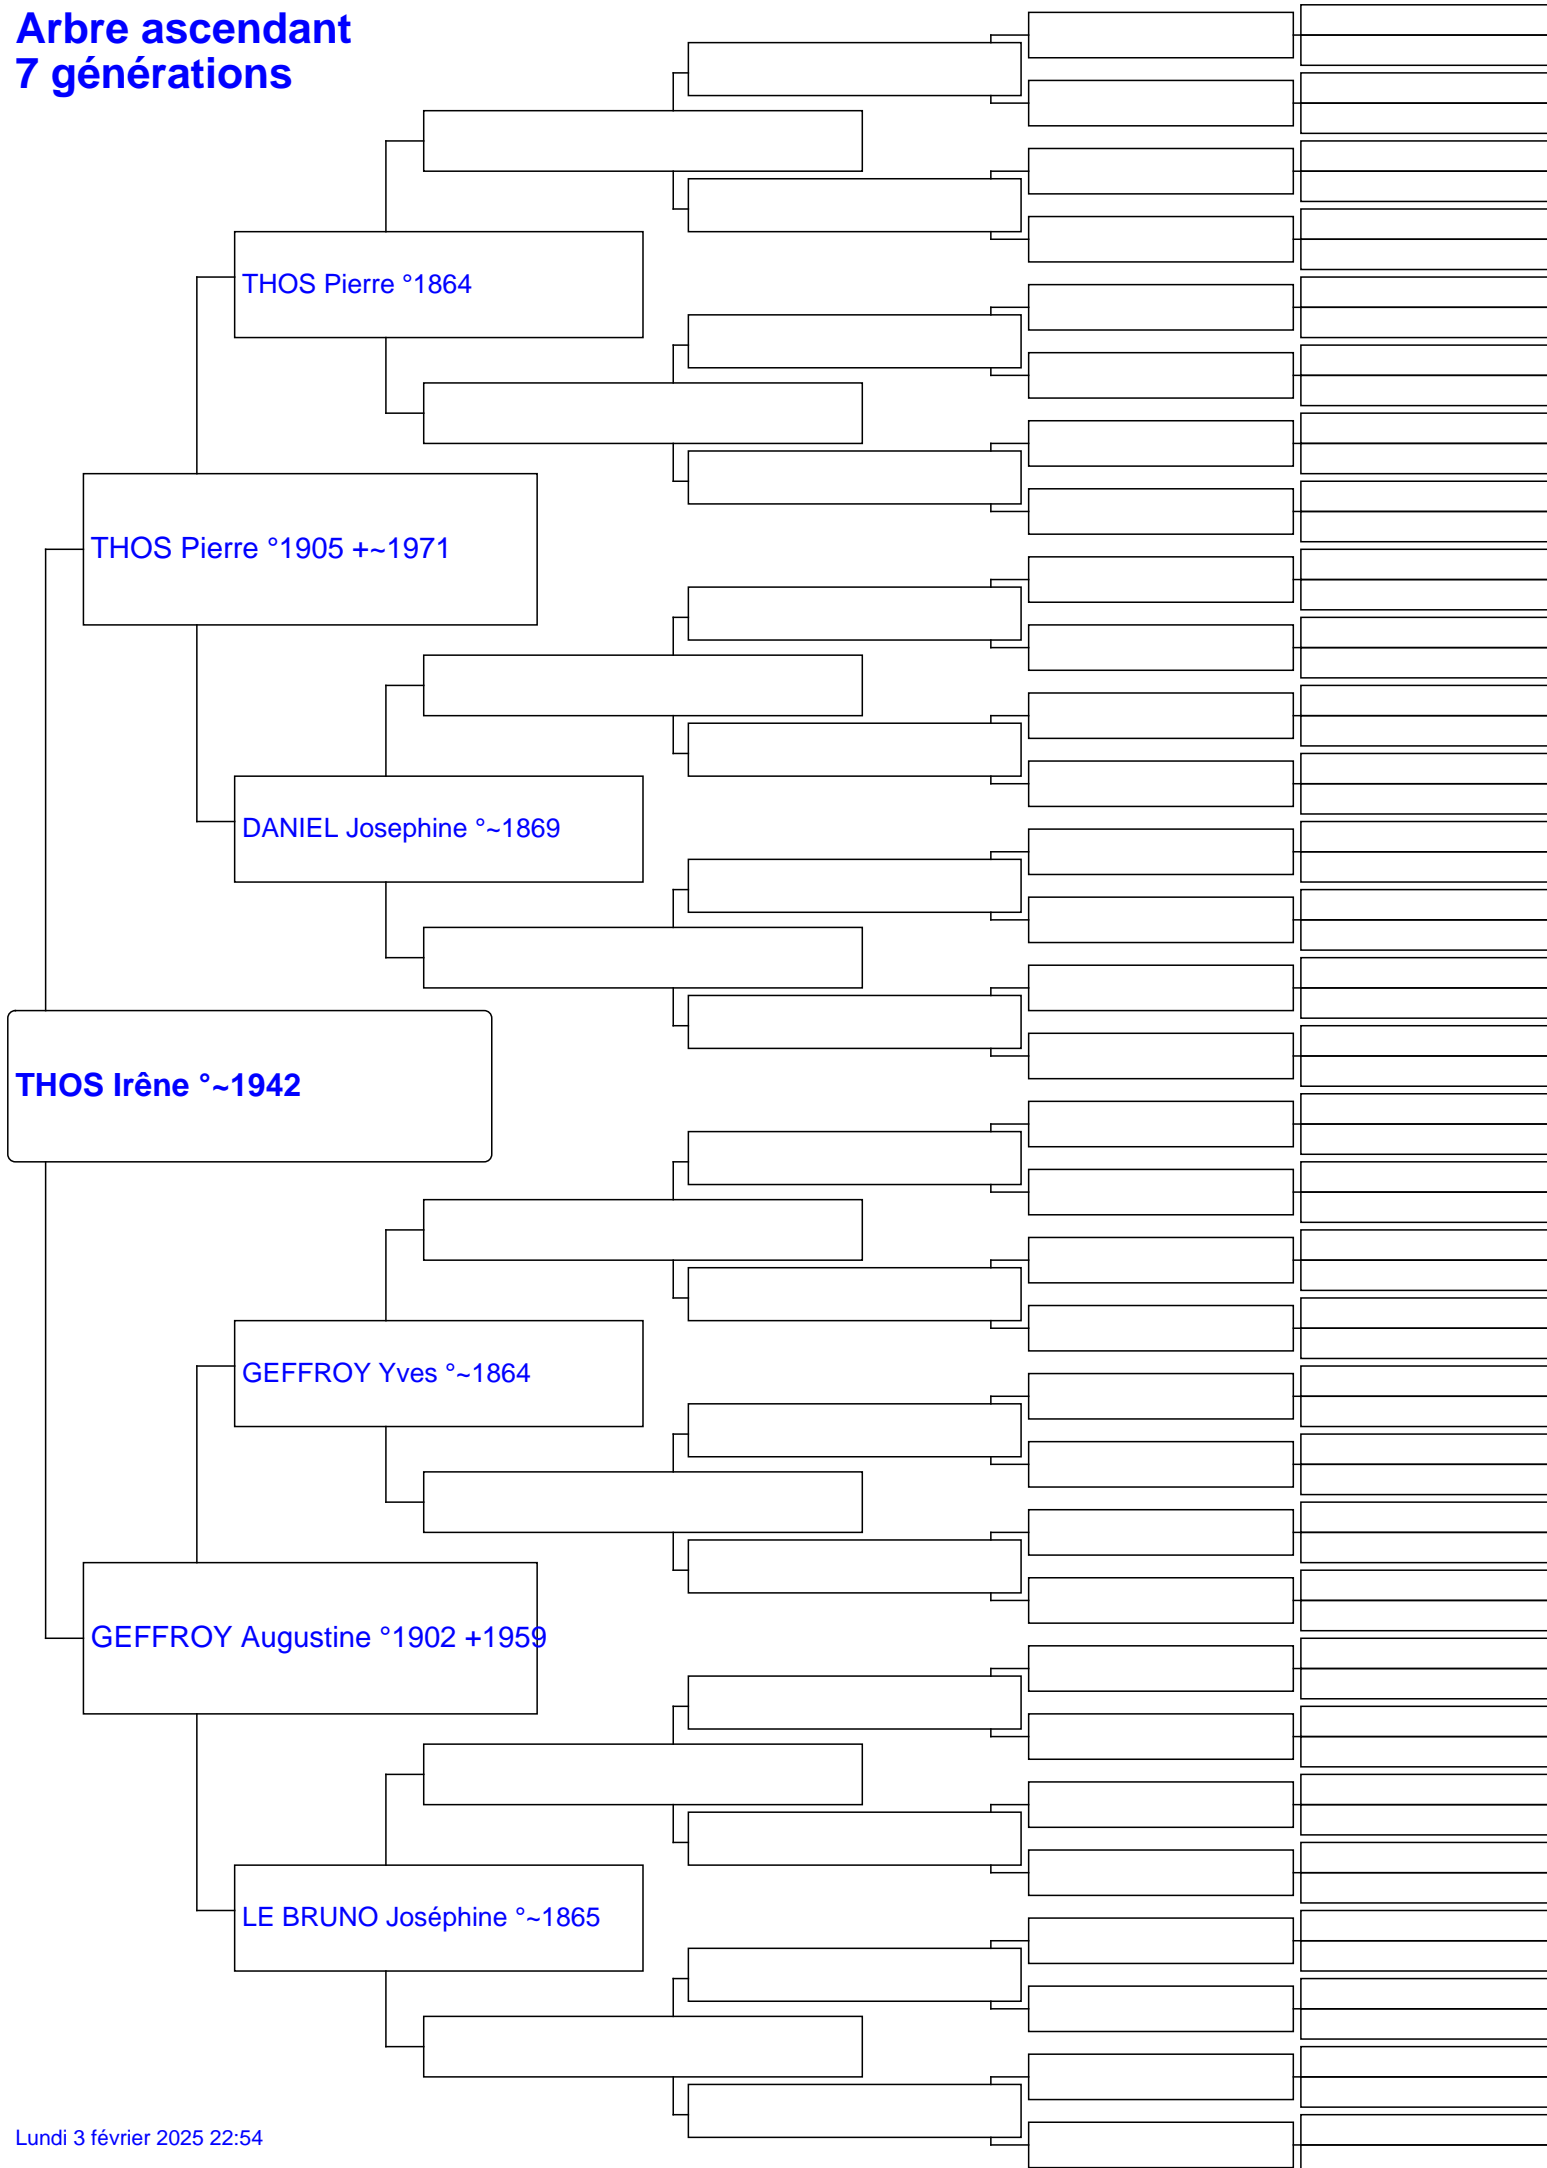 Arbre ascendant
7 générations
THOS Pierre °1864
THOS Pierre °1905 +~1971
DANIEL Josephine °~1869
THOS Irêne °~1942
GEFFROY Yves °~1864
GEFFROY Augustine °1902 +1959
LE BRUNO Joséphine °~1865
Lundi 3 février 2025 22:54